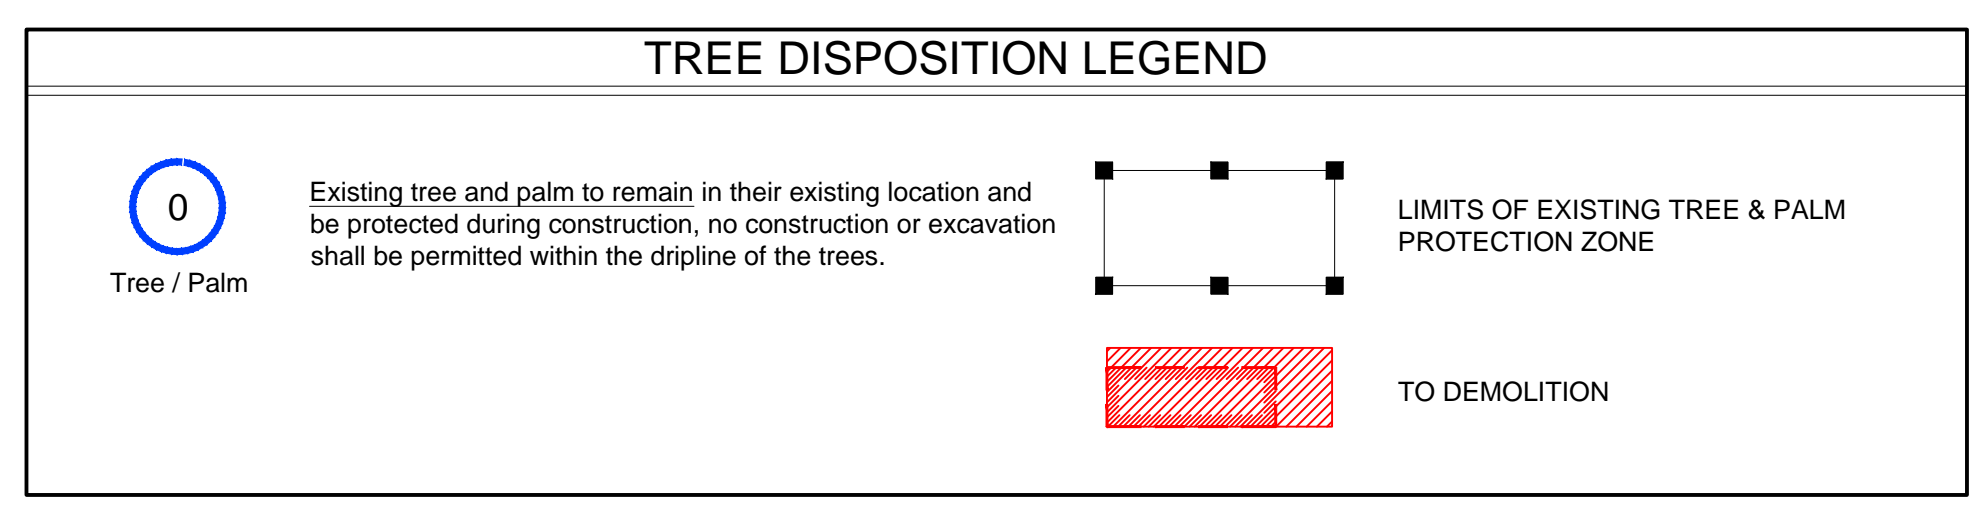 TREE DISPOSITION LEGEND
0
Tree / Palm
Existing tree and palm to remain in their existing location and
be protected during construction, no construction or excavation
shall be permitted within the dripline of the trees.
LIMITS OF EXISTING TREE & PALM
PROTECTION ZONE
TO DEMOLITION